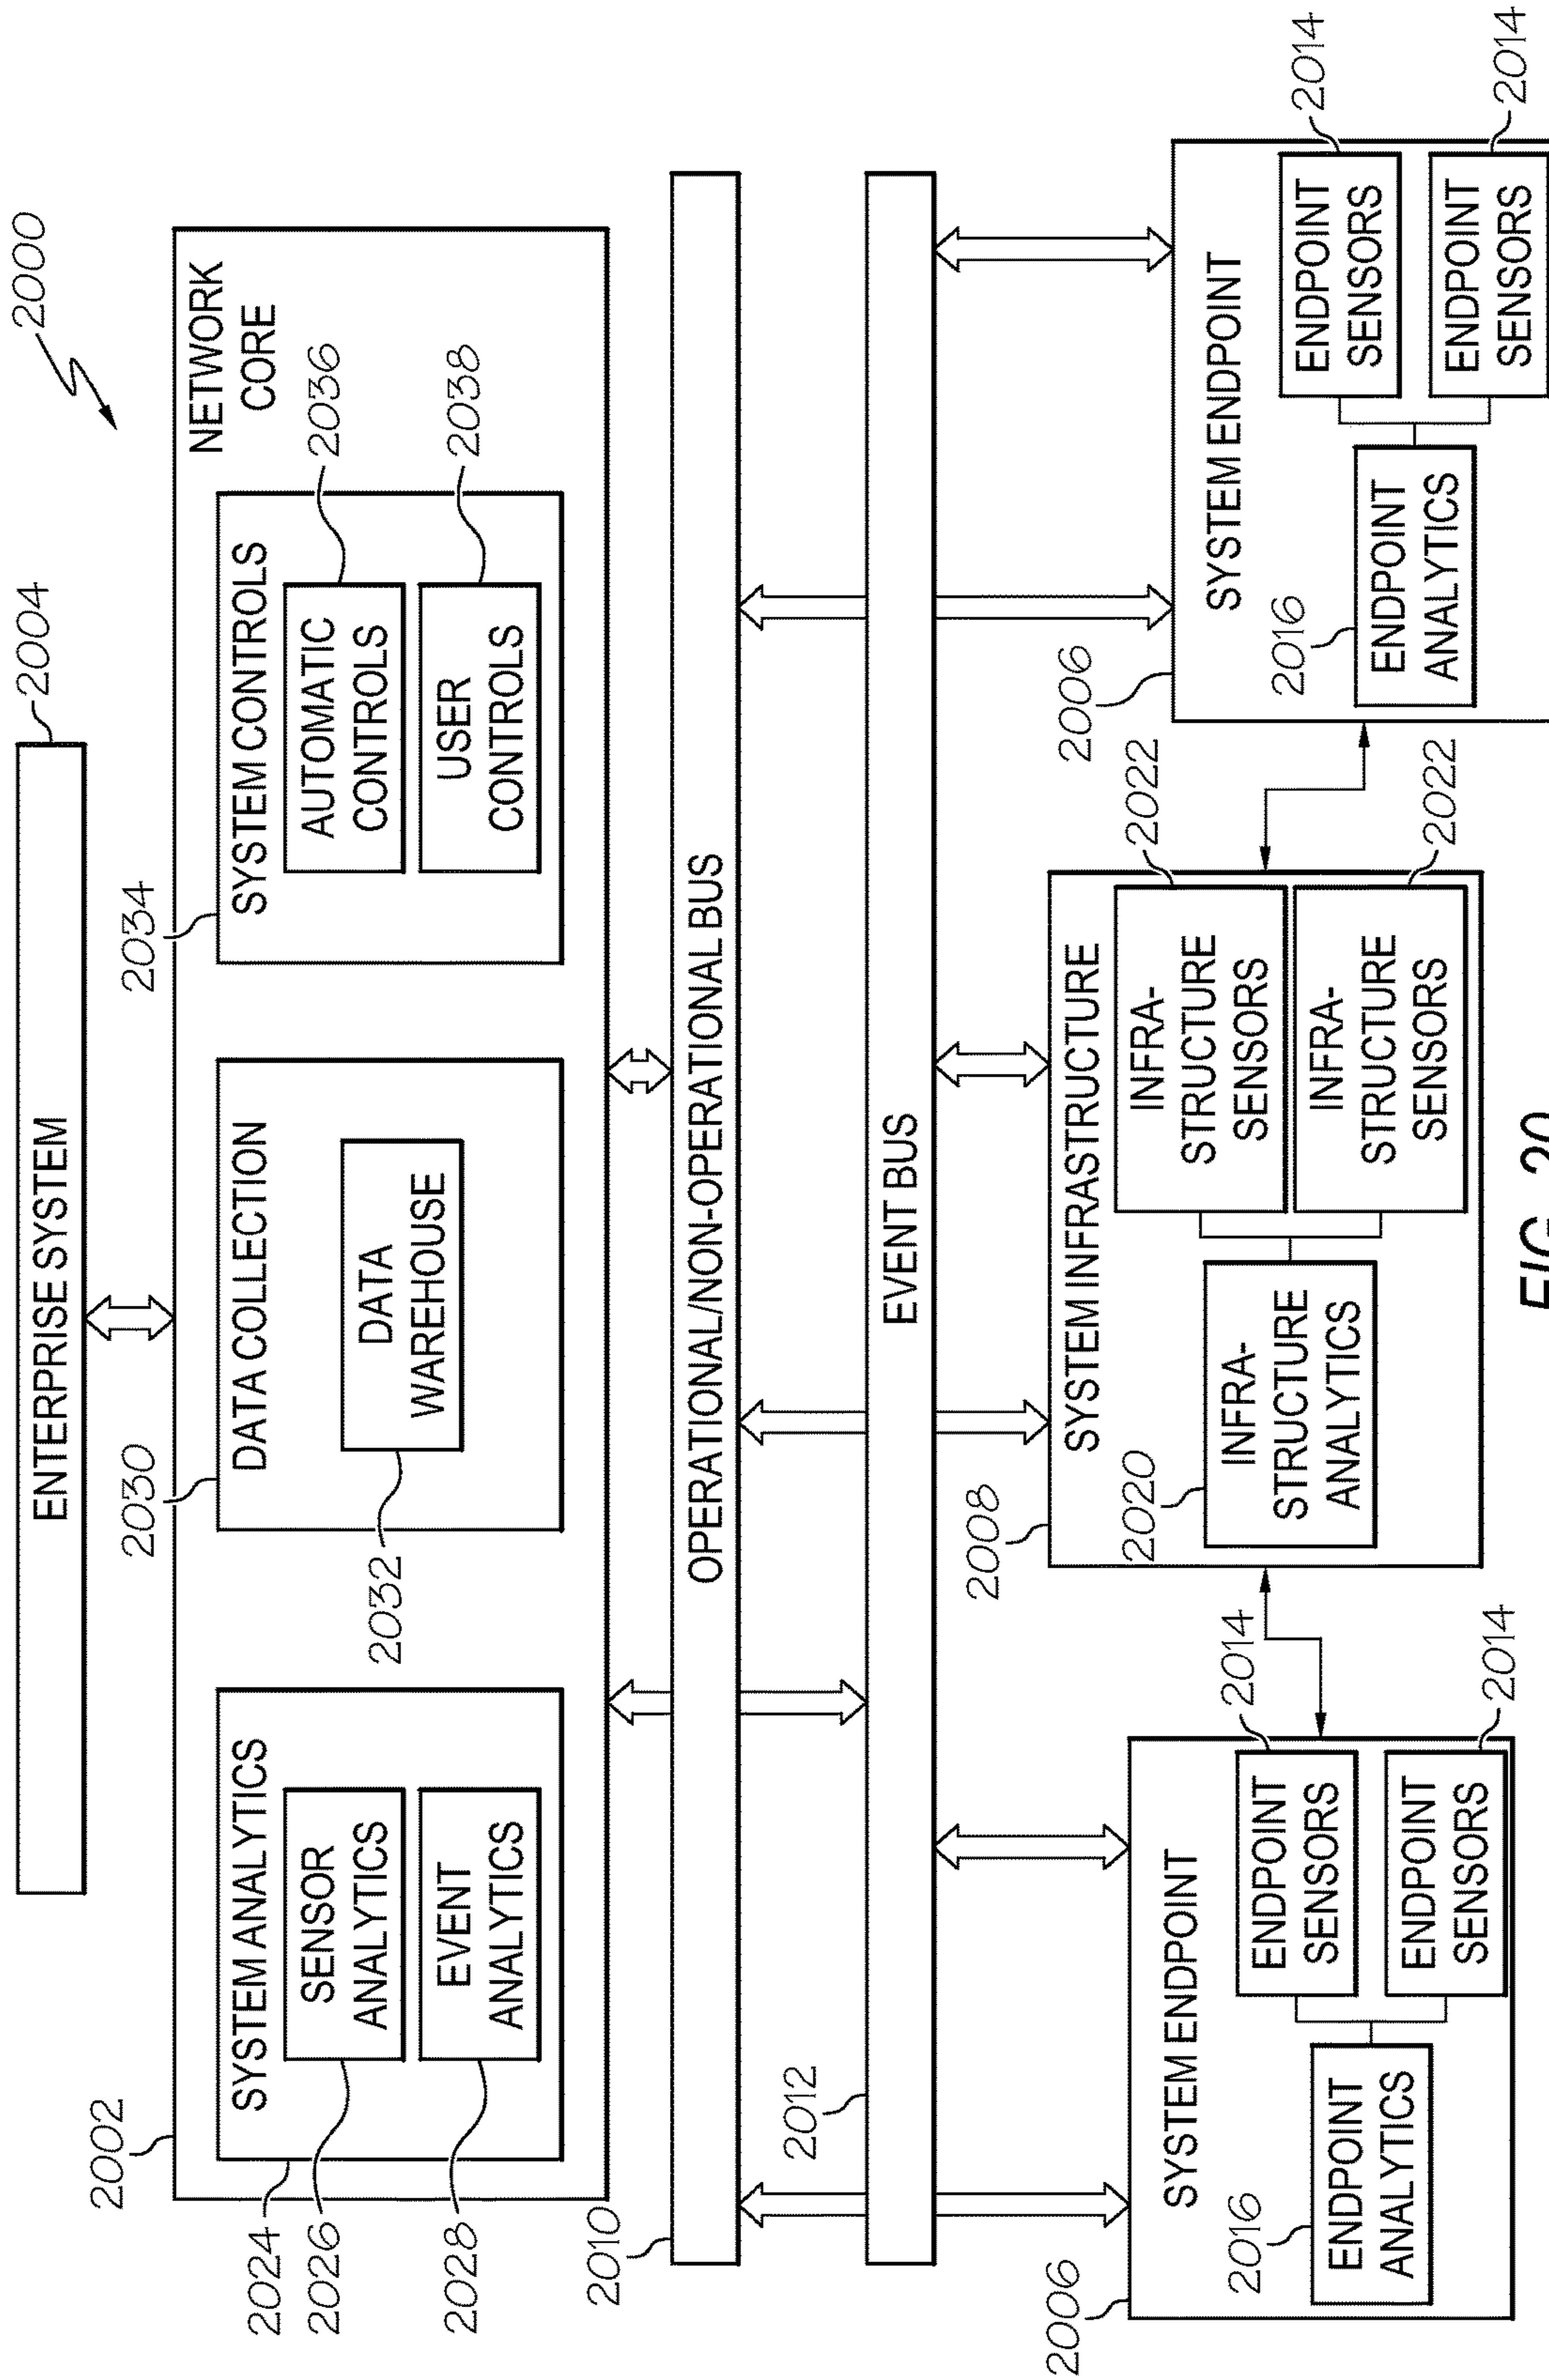 2000
ENTERPRISE SYSTEM
2004
2002
NETWORK
CORE
2024
SYSTEM ANALYTICS
SENSOR
ANALYTICS
2026
EVENT
ANALYTICS
2028
2030
DATA COLLECTION
DATA
WAREHOUSE
2032
2034
SYSTEM CONTROLS
AUTOMATIC
CONTROLS
2036
USER
CONTROLS
2038
2010
OPERATIONAL/NON-OPERATIONAL BUS
2012
EVENT BUS
2006
SYSTEM ENDPOINT
2016
ENDPOINT
ANALYTICS
ENDPOINT
SENSORS
2014
ENDPOINT
SENSORS
2014
2008
SYSTEM INFRASTRUCTURE
2020
INFRA-
STRUCTURE
ANALYTICS
INFRA-
STRUCTURE
SENSORS
2022
INFRA-
STRUCTURE
SENSORS
2022
2006
SYSTEM ENDPOINT
2016
ENDPOINT
ANALYTICS
ENDPOINT
SENSORS
2014
ENDPOINT
SENSORS
2014
FIG. 20